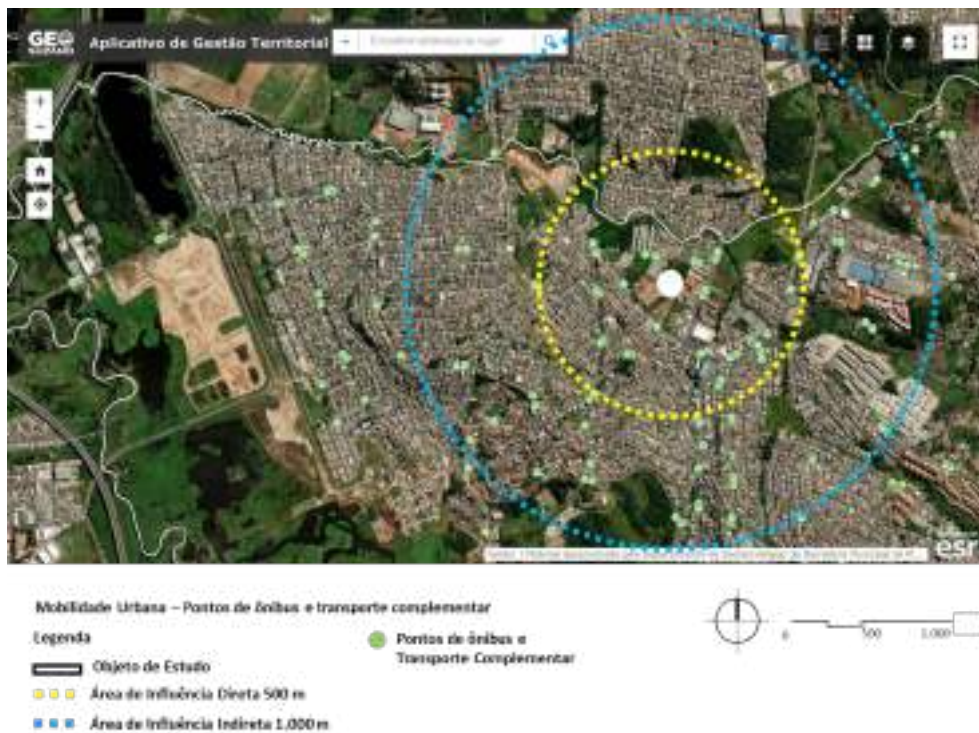 GEO
Aplicativo de Gestão Territorial
Mobilidade Urbana – Pontos de ônibus e transporte complementar
Legenda
Objeto de Estudo
Área de Influência Direta 500 m
Área de Influência Indireta 1.000 m
Pontos de ônibus e
Transporte Complementar
0 500 1.000
esr